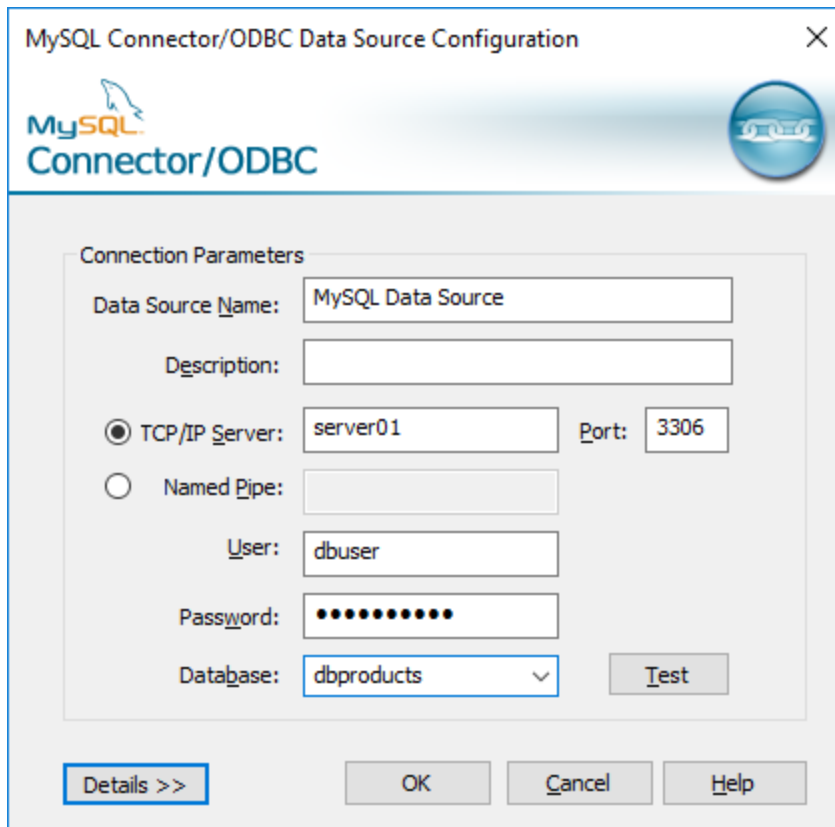 MySQL Connector/ODBC Data Source Configuration
MySQL
Connector/ODBC
Connection Parameters
Data Source Name: MySQL Data Source
Description:
TCP/IP Server: server01 Port: 3306
Named Pipe:
User: dbuser
Password: ••••••••••
Database: dbproducts Test
Details >> OK Cancel Help